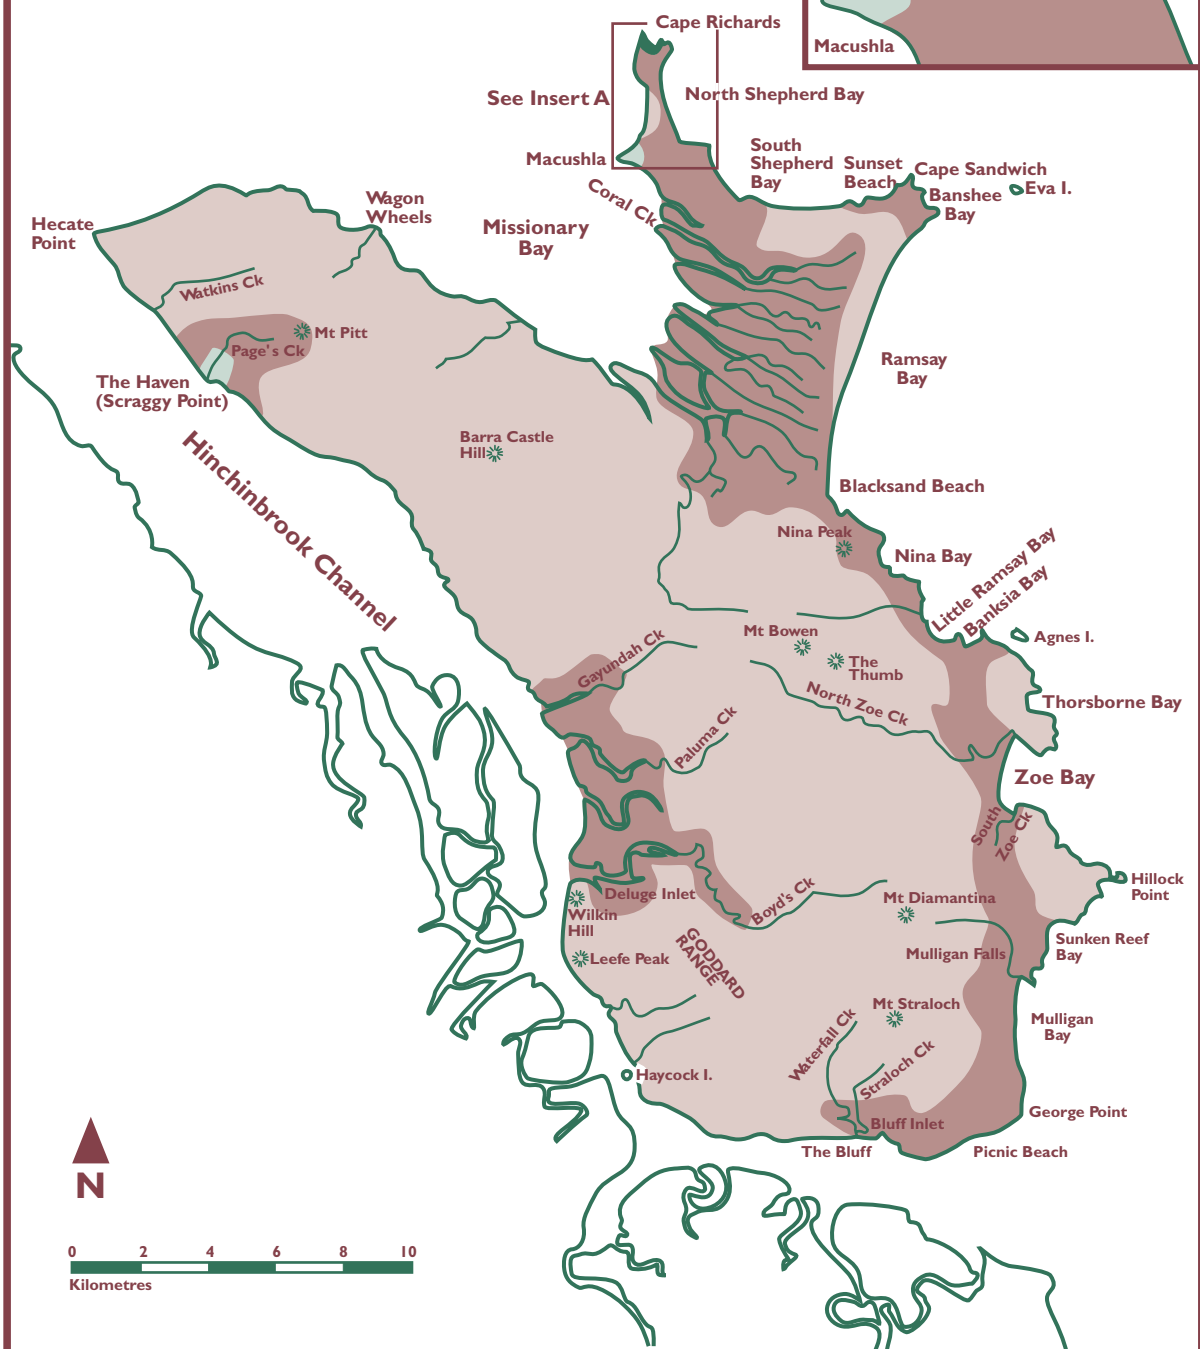 Cape Richards
Macushla
See Insert A
North Shepherd Bay
Macushla
South
Shepherd
Bay
Sunset
Beach
Cape Sandwich
Banshee
Bay
Eva I.
Coral Ck
Wagon
Wheels
Missionary
Bay
Hecate
Point
Watkins Ck
Mt Pitt
Page's Ck
The Haven
(Scraggy Point)
Ramsay
Bay
Barra Castle
Hill
Hinchinbrook Channel
Blacksand Beach
Nina Peak
Nina Bay
Little Ramsay Bay
Banksia Bay
Agnes I.
Mt Bowen
The
Thumb
Gayundah Ck
North Zoe Ck
Thorsborne Bay
Paluma Ck
Zoe Bay
South
Zoe Ck
Hillock
Point
Deluge Inlet
Boyd's Ck
Mt Diamantina
Wilkin
Hill
Leefe Peak
GODDARD
RANGE
Mulligan Falls
Sunken Reef
Bay
Mt Straloch
Mulligan
Bay
Waterfall Ck
Straloch Ck
Haycock I.
George Point
Bluff Inlet
The Bluff
Picnic Beach
N
0 2 4 6 8 10
Kilometres